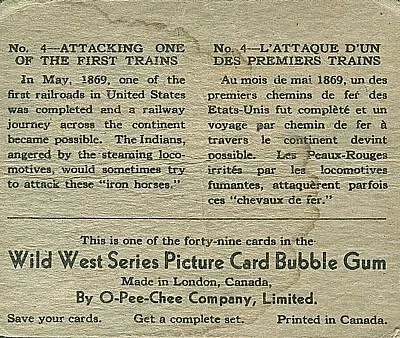 No. 4—ATTACKING ONE
OF THE FIRST TRAINS
In May, 1869, one of the
first railroads in United States
was completed and a railway
journey across the continent
became possible. The Indians,
angered by the steaming loco-
motives, would sometimes try
to attack these "iron horses."
No. 4—L'ATTAQUE D'UN
DES PREMIERS TRAINS
Au mois de mai 1869, un des
premiers chemins de fer des
Etats-Unis fut complété et un
voyage par chemin de fer à
travers le continent devint
possible. Les Peaux-Rouges
irrités par les locomotives
fumantes, attaquèrent parfois
ces "chevaux de fer."
This is one of the forty-nine cards in the
Wild West Series Picture Card Bubble Gum
Made in London, Canada,
By O-Pee-Chee Company, Limited.
Save your cards. Get a complete set. Printed in Canada.